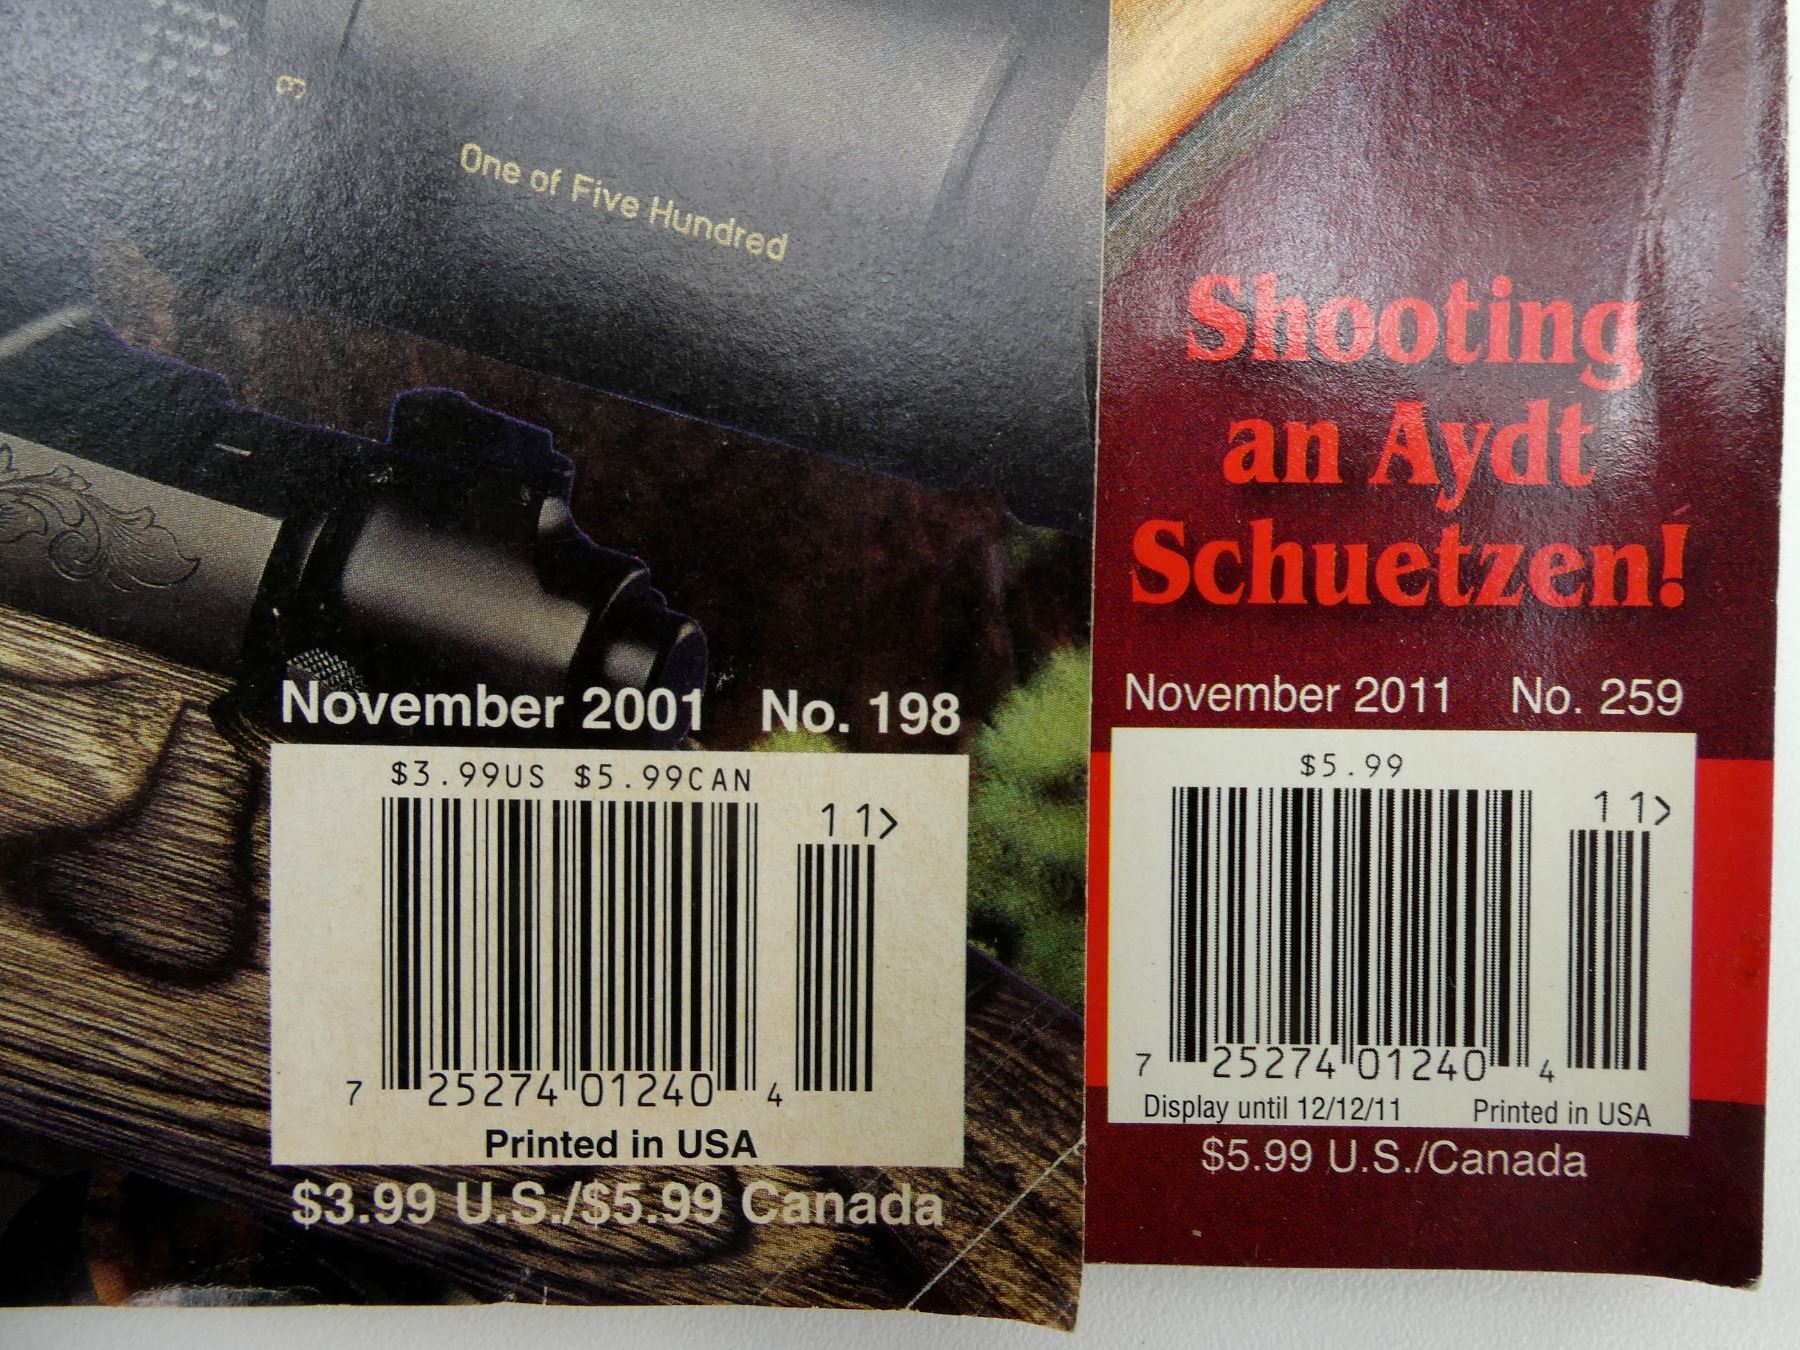 3
One of Five Hundred
November 2001 No. 198
$3.99US $5.99CAN
11>
7 25274 01240 4
Printed in USA
$3.99 U.S./$5.99 Canada
Shooting
an Aydt
Schuetzen!
November 2011 No. 259
$5.99
11>
7 25274 01240 4
Display until 12/12/11 Printed in USA
$5.99 U.S./Canada